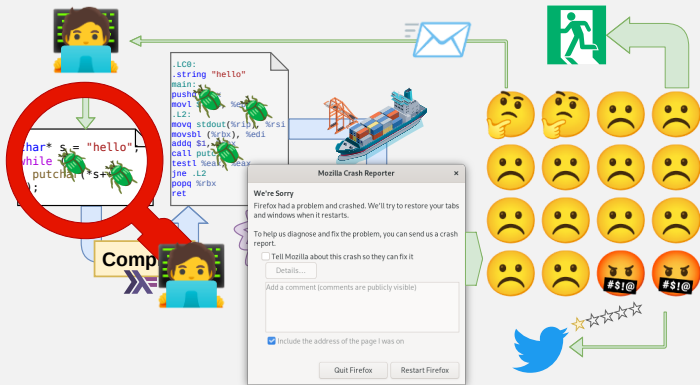 .LC0:
.string "hello"
main:
movl
.L2:
movq stdout(%rip), %rsi
movsbl (%rbx), %edi
addq $1,
call
testl %eax, %eax
jne .L2
popq %rbx
ret
char* s = "hello";
while
putchar(*s++
);
Comp
Mozilla Crash Reporter ×
We're Sorry
Firefox had a problem and crashed. We'll try to restore your tabs
and windows when it restarts.
To help us diagnose and fix the problem, you can send us a crash
report.
Tell Mozilla about this crash so they can fix it
Details...
Add a comment (comments are publicly visible)
Include the address of the page I was on
Quit Firefox Restart Firefox
#$!@ #$!@